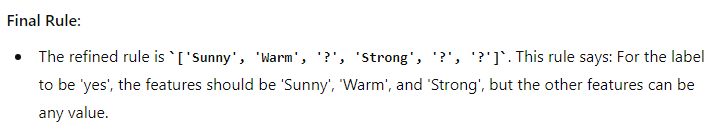 Final Rule:
• The refined rule is `['Sunny', 'Warm', '?', 'Strong', '?', '?']`. This rule says: For the label
to be 'yes', the features should be 'Sunny', 'Warm', and 'Strong', but the other features can be
any value.